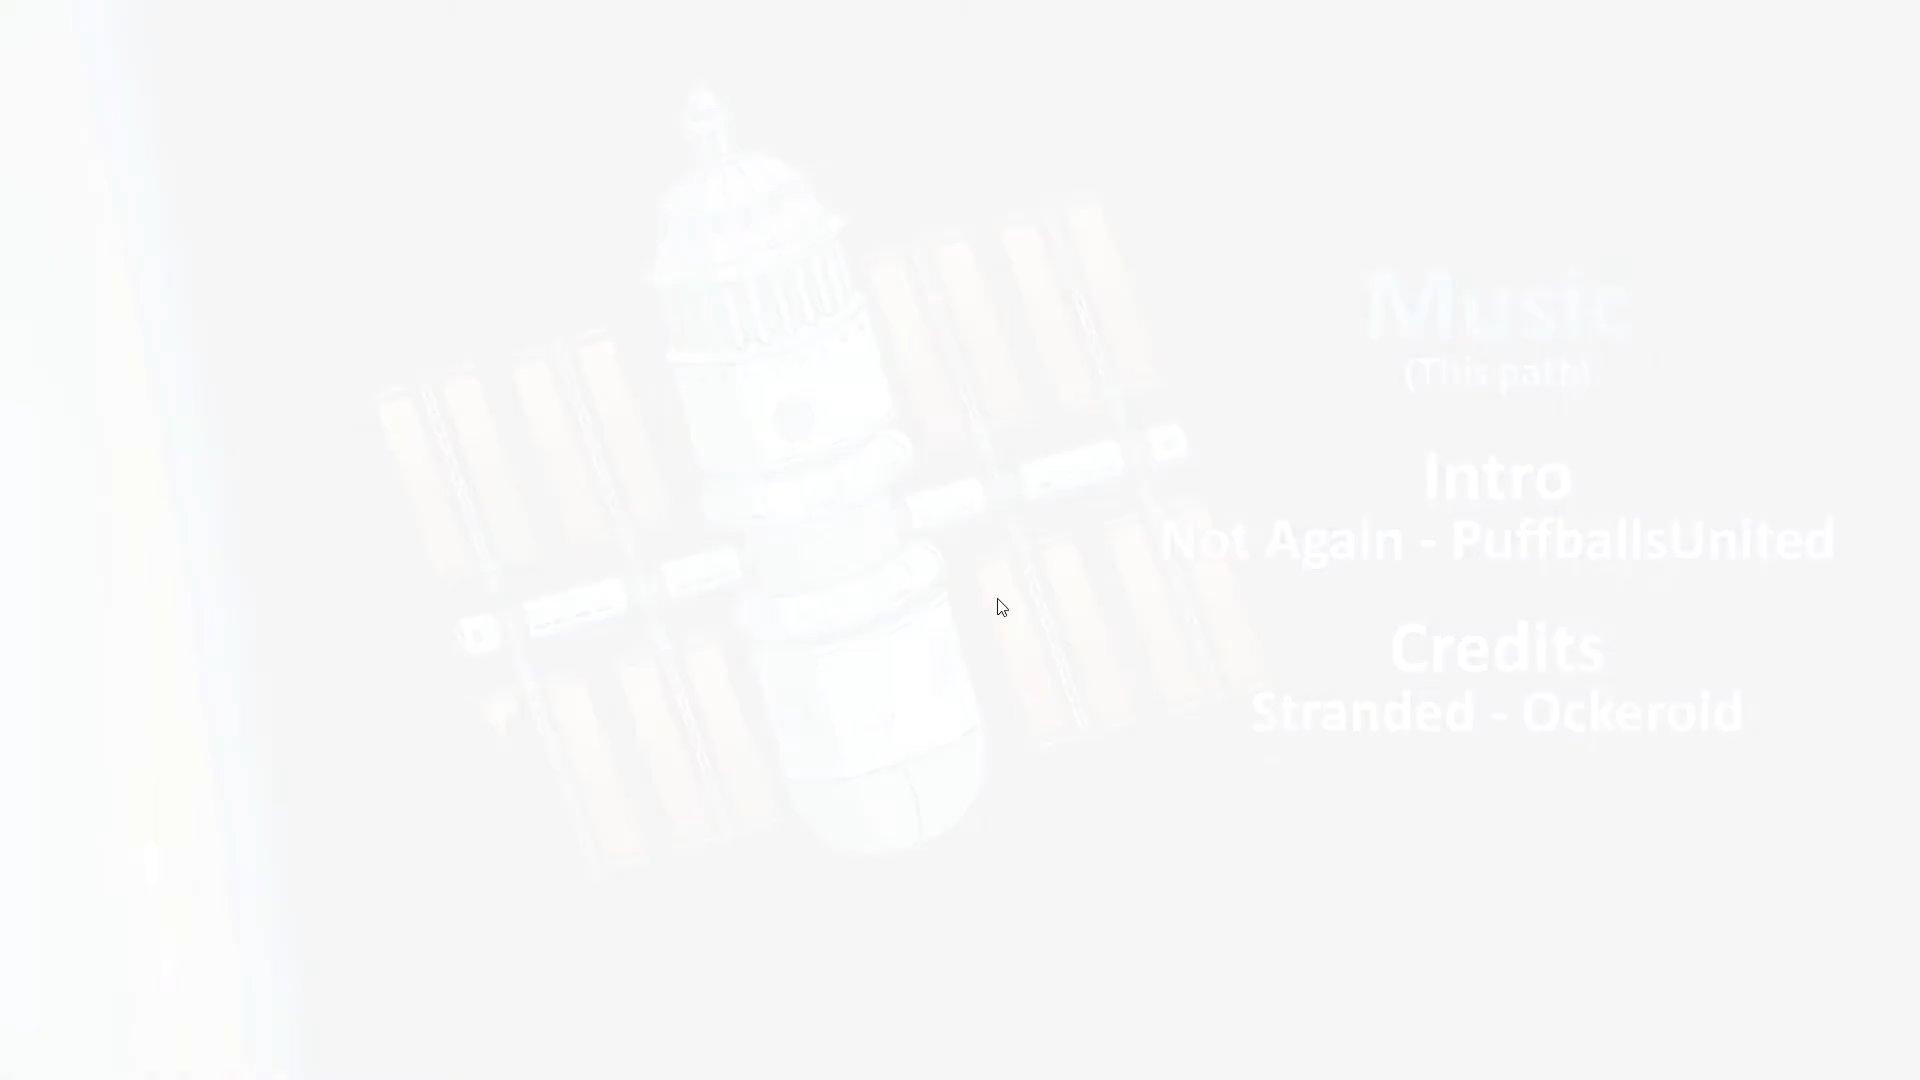 Music
(This path)
Intro
Not Again - PuffballsUnited
Credits
Stranded - Ockeroid